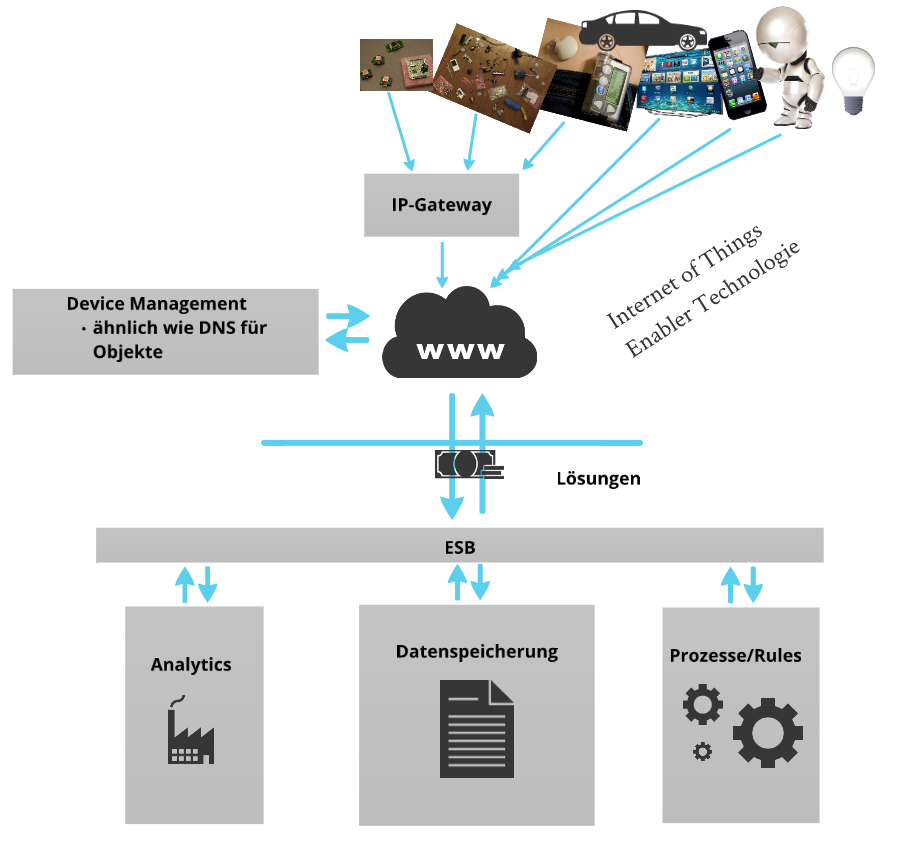 IP-Gateway
Internet of Things
Enabler Technologie
Device Management
· ähnlich wie DNS für
Objekte
www
Lösungen
ESB
Analytics
Datenspeicherung
Prozesse/Rules